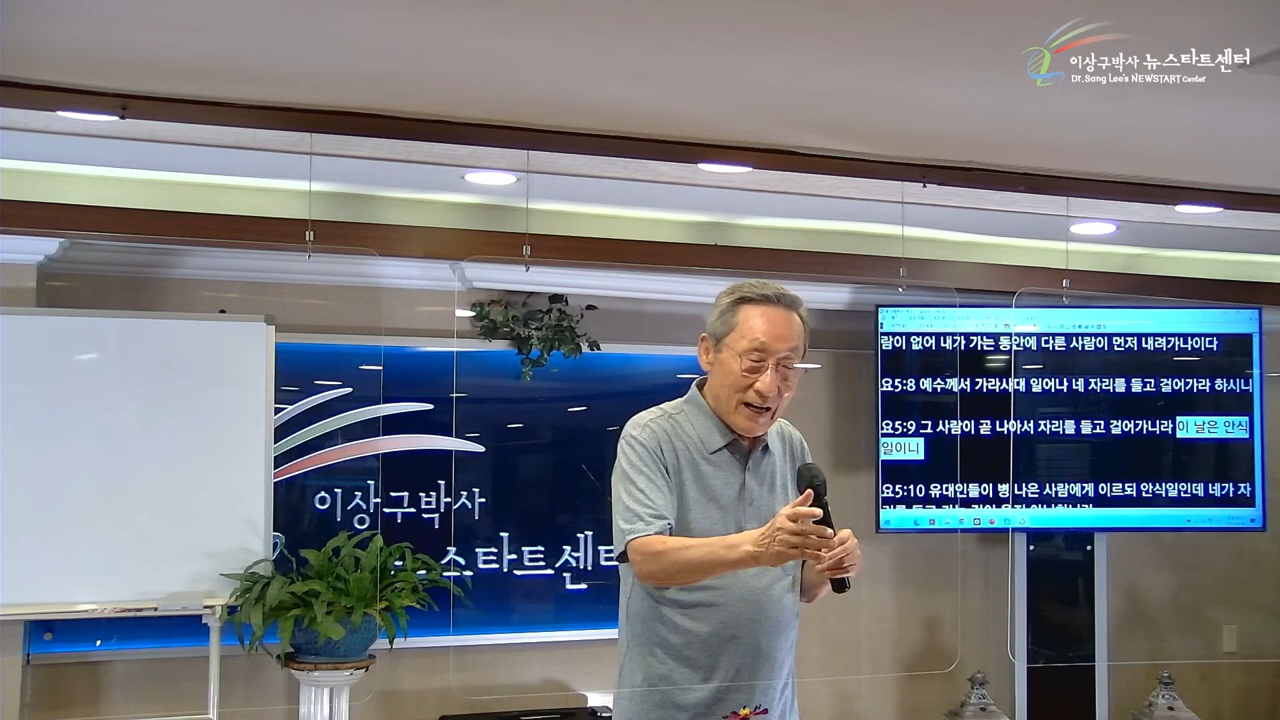 이상구박사 뉴스타트센터
Dr.Sang Lee's NEWSTART Center
람이 없어 내가 가는 동안에 다른 사람이 먼저 내려가나이다
요5:8 예수께서 가라사대 일어나 네 자리를 들고 걸어가라 하시니
요5:9 그 사람이 곧 나아서 자리를 들고 걸어가니라 이 날은 안식
일이니
요5:10 유대인들이 병 나은 사람에게 이르되 안식일인데 네가 자
이상구박사
스타트센터